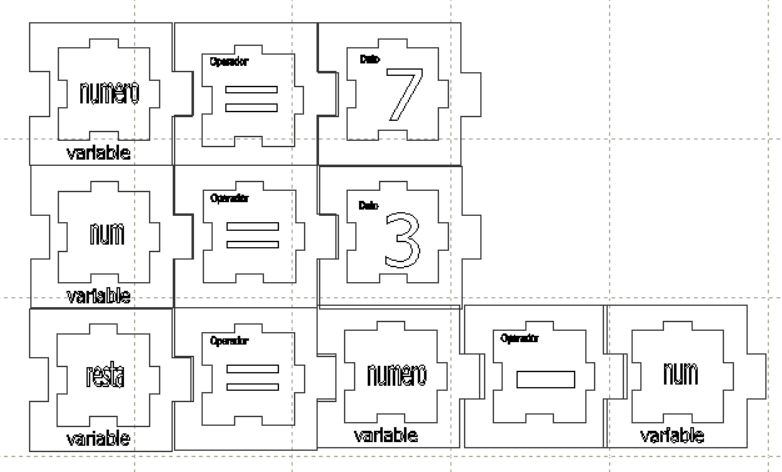 numero Operador = Dato 7
variable
num Operador = Dato 3
variable
resta Operador = numero Operador - num
variable variable variable